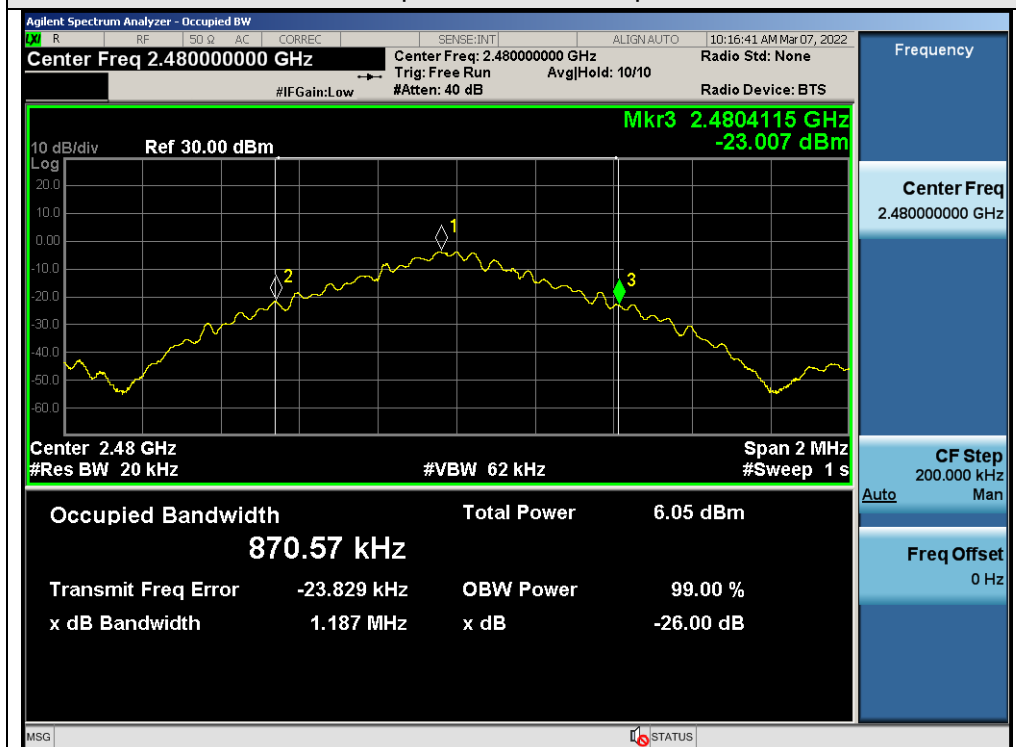 Agilent Spectrum Analyzer - Occupied BW
LXI R RF 50 Ω AC CORREC SENSE:INT ALIGN AUTO 10:16:41 AM Mar 07, 2022
Center Freq 2.480000000 GHz
Center Freq: 2.480000000 GHz
Radio Std: None
Trig: Free Run Avg|Hold: 10/10
#IFGain:Low
#Atten: 40 dB
Radio Device: BTS
Mkr3 2.4804115 GHz
-23.007 dBm
10 dB/div Ref 30.00 dBm
Log
20.0
10.0
0.00
-10.0
-20.0
-30.0
-40.0
-50.0
-60.0
1
2
3
Center 2.48 GHz Span 2 MHz
#Res BW 20 kHz #VBW 62 kHz #Sweep 1 s
Occupied Bandwidth Total Power 6.05 dBm
870.57 kHz
Transmit Freq Error -23.829 kHz OBW Power 99.00 %
x dB Bandwidth 1.187 MHz x dB -26.00 dB
Frequency
Center Freq
2.480000000 GHz
CF Step
200.000 kHz
Auto Man
Freq Offset
0 Hz
MSG STATUS